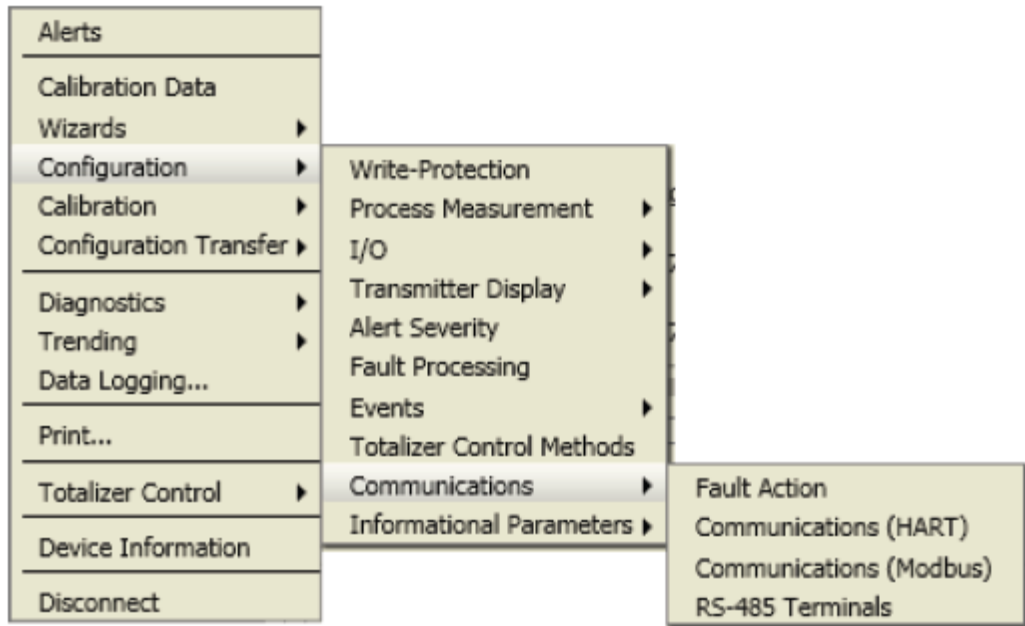 Alerts
Calibration Data
Wizards
Configuration
Calibration
Configuration Transfer
Diagnostics
Trending
Data Logging...
Print...
Totalizer Control
Device Information
Disconnect
Write-Protection
Process Measurement
I/O
Transmitter Display
Alert Severity
Fault Processing
Events
Totalizer Control Methods
Communications
Informational Parameters
Fault Action
Communications (HART)
Communications (Modbus)
RS-485 Terminals